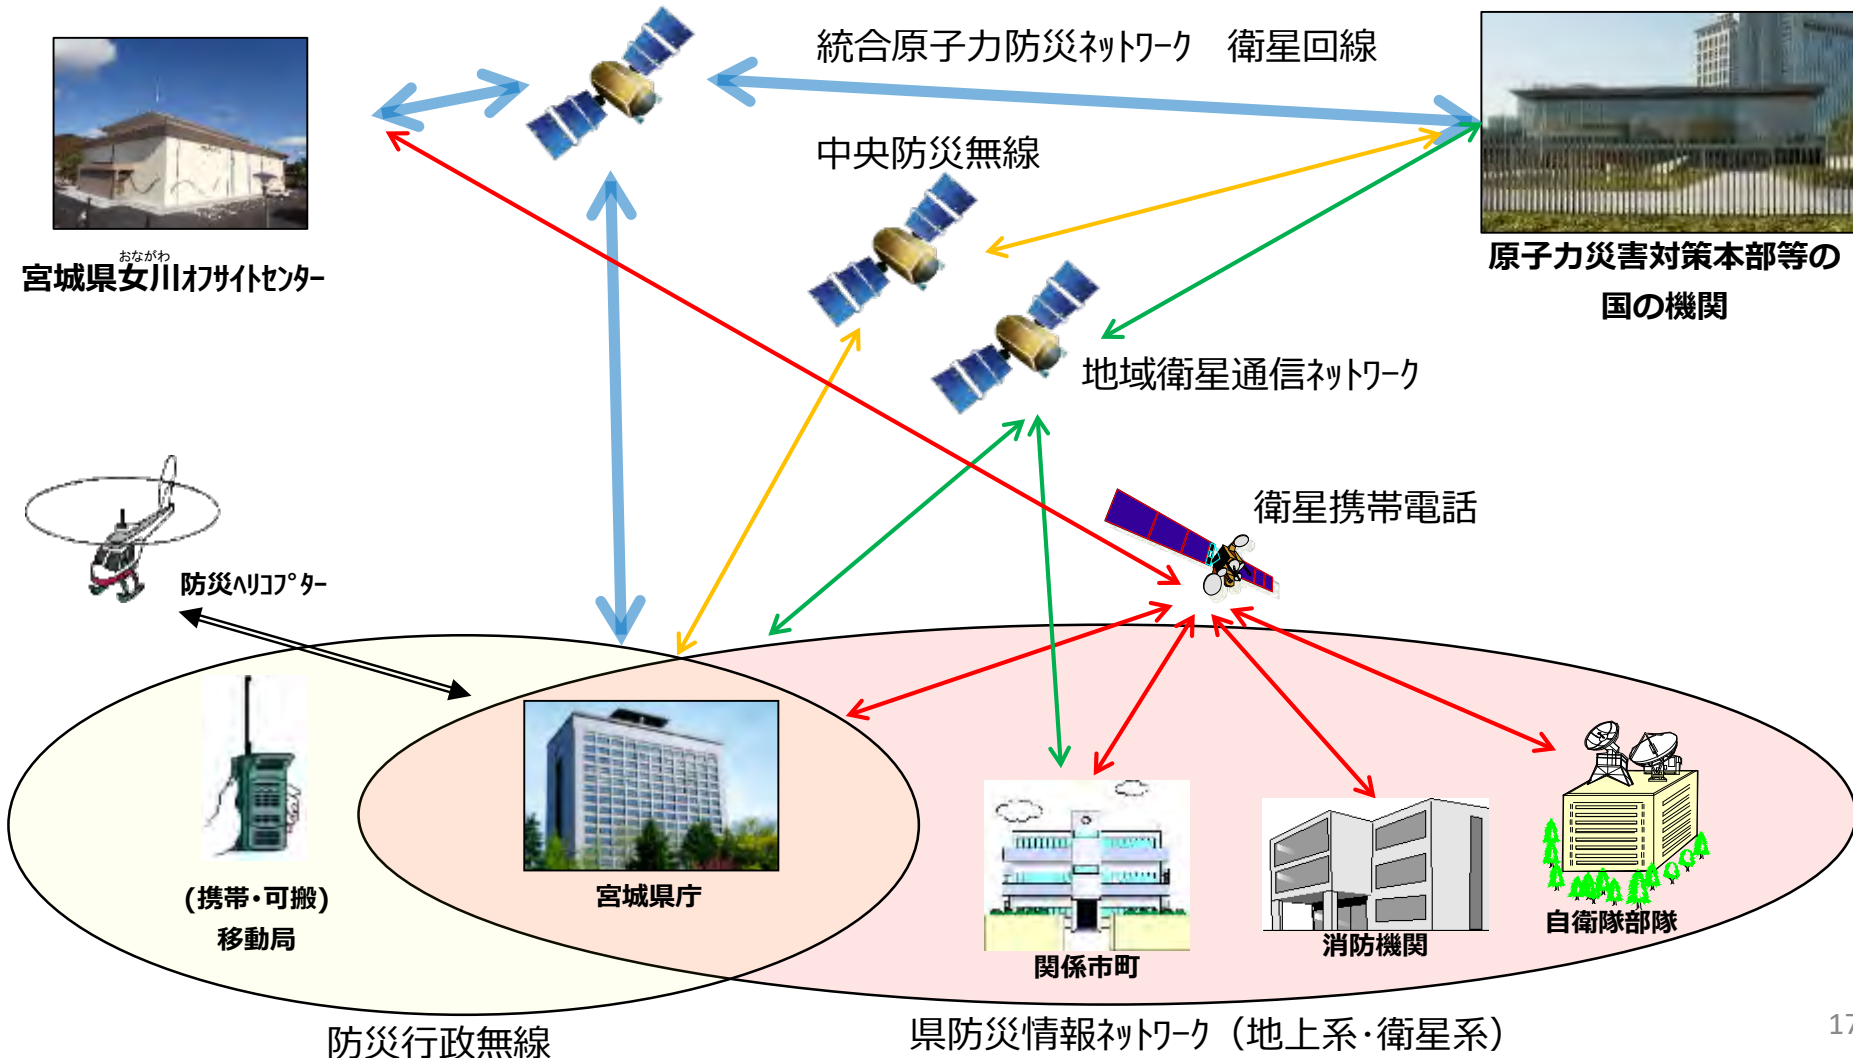 統合原子力防災ﾈｯﾄﾜｰｸ　衛星回線
中央防災無線
おながわ
宮城県女川ｵﾌｻｲﾄｾﾝﾀｰ
原子力災害対策本部等の
国の機関
地域衛星通信ﾈｯﾄﾜｰｸ
衛星携帯電話
防災ﾍﾘｺﾌﾟﾀｰ
(携帯・可搬)
移動局
宮城県庁
関係市町
消防機関
自衛隊部隊
防災行政無線
県防災情報ﾈｯﾄﾜｰｸ（地上系・衛星系）
17